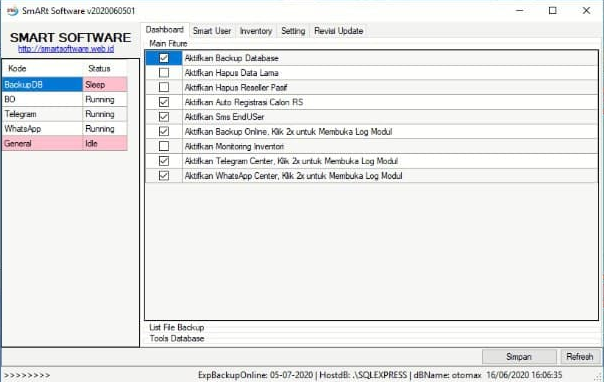 SmARt Software v2020060501
SMART SOFTWARE
http://smartsoftware.web.id
Kode Status
BackupDB Sleep
BO Running
Telegram Running
WhatsApp Running
General Idle
Dashboard Smart User Inventory Setting Revisi Update
Main Fiture
Aktifkan Backup Database
Aktifkan Hapus Data Lama
Aktifkan Hapus Reseller Pasif
Aktifkan Auto Registrasi Calon RS
Aktifkan Sms EndUSer
Aktifkan Backup Online, Klik 2x untuk Membuka Log Modul
Aktifkan Monitoring Inventori
Aktifkan Telegram Center, Klik 2x untuk Membuka Log Modul
Aktifkan WhatsApp Center, Klik 2x untuk Membuka Log Modul
List File Backup
Tools Database
Simpan Refresh
>>>>>>>> ExpBackupOnline: 05-07-2020 | HostdB: .\SQLEXPRESS | dBName: otomax 16/06/2020 16:06:35